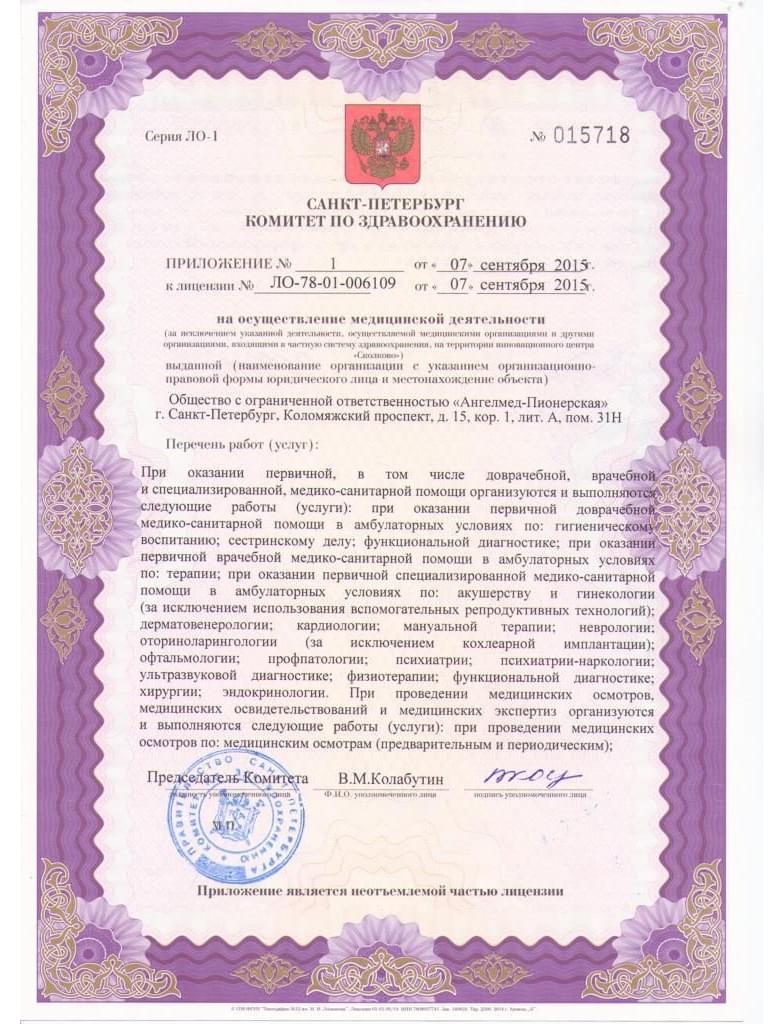 Серия ЛО-1 № 015718
САНКТ-ПЕТЕРБУРГ
КОМИТЕТ ПО ЗДРАВООХРАНЕНИЮ
ПРИЛОЖЕНИЕ № 1 от « 07» сентября 2015г.
к лицензии № ЛО-78-01-006109 от « 07» сентября 2015г.
на осуществление медицинской деятельности
(за исключением указанной деятельности, осуществляемой медицинскими организациями и другими
организациями, входящими в частную систему здравоохранения, на территории инновационного центра
«Сколково»)
выданной (наименование организации с указанием организационно-
правовой формы юридического лица и местонахождение объекта)
Общество с ограниченной ответственностью «Ангелмед-Пионерская»
г. Санкт-Петербург, Коломяжский проспект, д. 15, кор. 1, лит. А, пом. 31Н
Перечень работ (услуг):
При оказании первичной, в том числе доврачебной, врачебной
и специализированной, медико-санитарной помощи организуются и выполняются
следующие работы (услуги): при оказании первичной доврачебной
медико-санитарной помощи в амбулаторных условиях по: гигиеническому
воспитанию; сестринскому делу; функциональной диагностике; при оказании
первичной врачебной медико-санитарной помощи в амбулаторных условиях
по: терапии; при оказании первичной специализированной медико-санитарной
помощи в амбулаторных условиях по: акушерству и гинекологии
(за исключением использования вспомогательных репродуктивных технологий);
дерматовенерологии; кардиологии; мануальной терапии; неврологии;
оториноларингологии (за исключением кохлеарной имплантации);
офтальмологии; профпатологии; психиатрии; психиатрии-наркологии;
ультразвуковой диагностике; физиотерапии; функциональной диагностике;
хирургии; эндокринологии. При проведении медицинских осмотров,
медицинских освидетельствований и медицинских экспертиз организуются
и выполняются следующие работы (услуги): при проведении медицинских
осмотров по: медицинским осмотрам (предварительным и периодическим);
Председатель Комитета В.М.Колабутин
должность уполномоченного лица Ф.И.О. уполномоченного лица подпись уполномоченного лица
М.П.
ПРАВИТЕЛЬСТВО САНКТ-ПЕТЕРБУРГА
КОМИТЕТ ПО ЗДРАВООХРАНЕНИЮ
Приложение является неотъемлемой частью лицензии